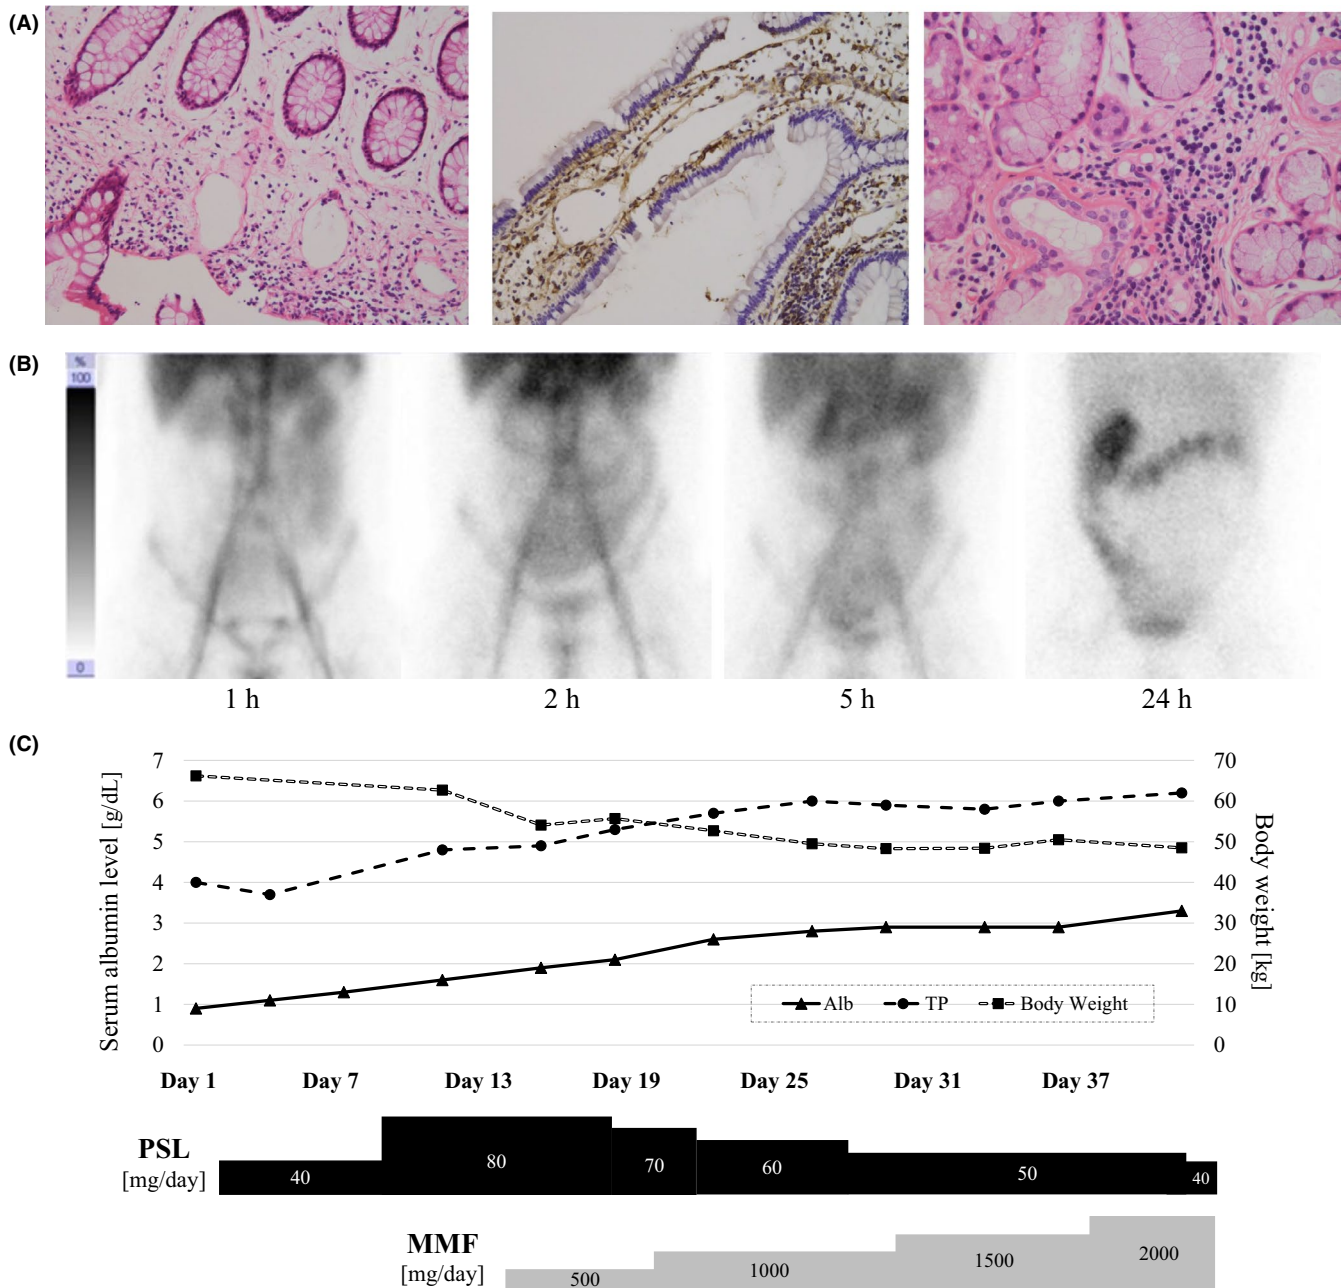 (A)
(B)
%
100
0
1 h 2 h 5 h 24 h
(C)
Serum albumin level [g/dL]
7
6
5
4
3
2
1
0
70
60
50
40
30
20
10
0
Body weight [kg]
Alb TP Body Weight
Day 1 Day 7 Day 13 Day 19 Day 25 Day 31 Day 37
PSL
[mg/day]
40 80 70 60 50 40
MMF
[mg/day]
500 1000 1500 2000